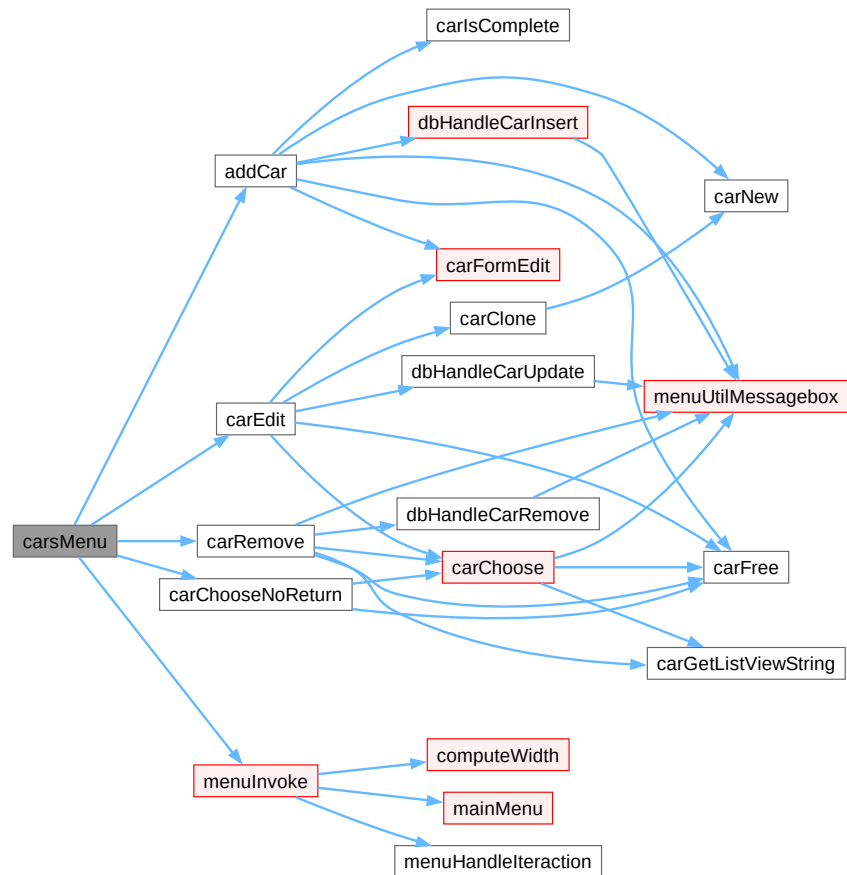 carIsComplete
dbHandleCarInsert
addCar
carNew
carFormEdit
carClone
dbHandleCarUpdate
menuUtilMessagebox
carEdit
dbHandleCarRemove
carsMenu
carRemove
carChoose
carFree
carChooseNoReturn
carGetListViewString
computeWidth
menuInvoke
mainMenu
menuHandleIteraction